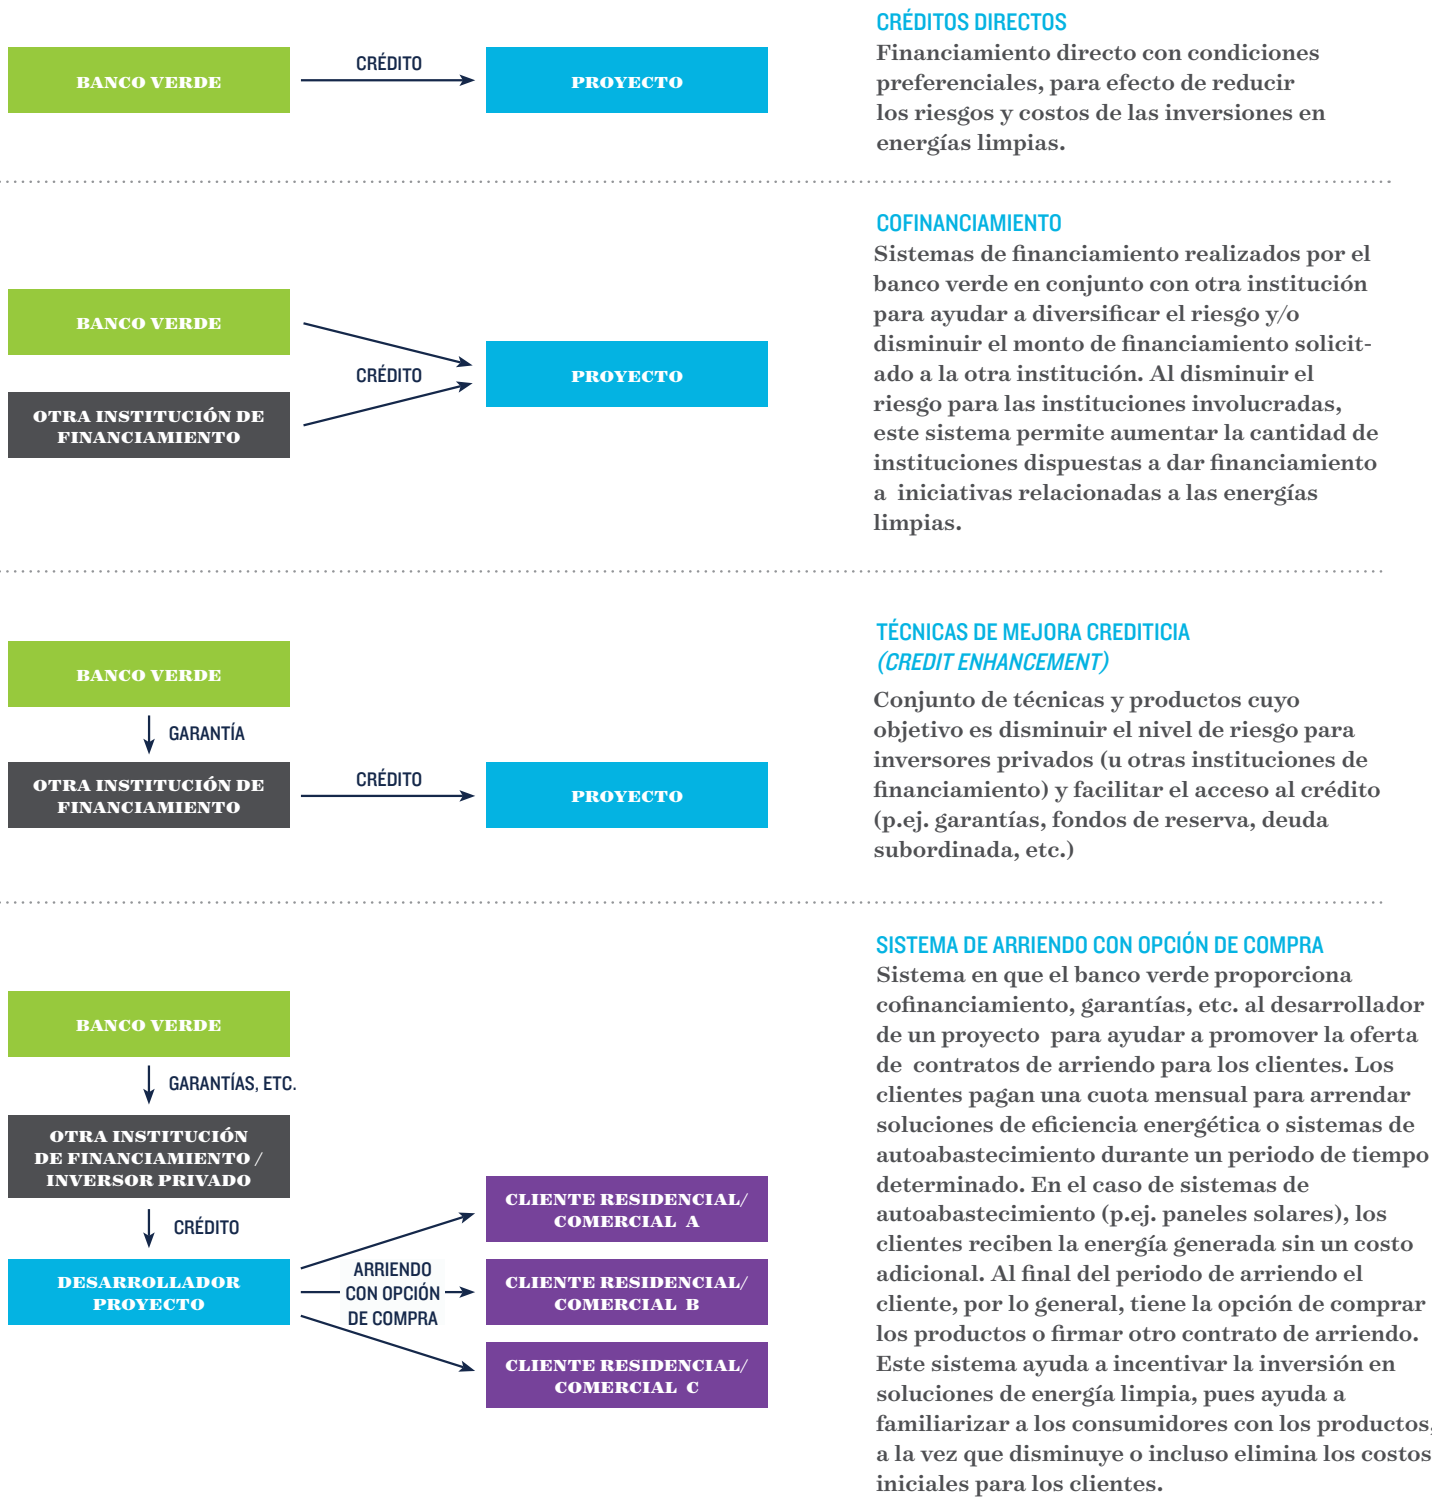 CRÉDITOS DIRECTOS
Financiamiento directo con condiciones
preferenciales, para efecto de reducir
los riesgos y costos de las inversiones en
energías limpias.
BANCO VERDE
CRÉDITO
PROYECTO
COFINANCIAMIENTO
Sistemas de financiamiento realizados por el
banco verde en conjunto con otra institución
para ayudar a diversificar el riesgo y/o
disminuir el monto de financiamiento solicit-
ado a la otra institución. Al disminuir el
riesgo para las instituciones involucradas,
este sistema permite aumentar la cantidad de
instituciones dispuestas a dar financiamiento
a iniciativas relacionadas a las energías
limpias.
BANCO VERDE
OTRA INSTITUCIÓN DE
FINANCIAMIENTO
CRÉDITO
PROYECTO
TÉCNICAS DE MEJORA CREDITICIA
(CREDIT ENHANCEMENT)
Conjunto de técnicas y productos cuyo
objetivo es disminuir el nivel de riesgo para
inversores privados (u otras instituciones de
financiamiento) y facilitar el acceso al crédito
(p.ej. garantías, fondos de reserva, deuda
subordinada, etc.)
BANCO VERDE
GARANTÍA
OTRA INSTITUCIÓN DE
FINANCIAMIENTO
CRÉDITO
PROYECTO
SISTEMA DE ARRIENDO CON OPCIÓN DE COMPRA
Sistema en que el banco verde proporciona
cofinanciamiento, garantías, etc. al desarrollador
de un proyecto para ayudar a promover la oferta
de contratos de arriendo para los clientes. Los
clientes pagan una cuota mensual para arrendar
soluciones de eficiencia energética o sistemas de
autoabastecimiento durante un periodo de tiempo
determinado. En el caso de sistemas de
autoabastecimiento (p.ej. paneles solares), los
clientes reciben la energía generada sin un costo
adicional. Al final del periodo de arriendo el
cliente, por lo general, tiene la opción de comprar
los productos o firmar otro contrato de arriendo.
Este sistema ayuda a incentivar la inversión en
soluciones de energía limpia, pues ayuda a
familiarizar a los consumidores con los productos,
a la vez que disminuye o incluso elimina los costos
iniciales para los clientes.
BANCO VERDE
GARANTÍAS, ETC.
OTRA INSTITUCIÓN
DE FINANCIAMIENTO /
INVERSOR PRIVADO
CRÉDITO
DESARROLLADOR
PROYECTO
ARRIENDO
CON OPCIÓN
DE COMPRA
CLIENTE RESIDENCIAL/
COMERCIAL A
CLIENTE RESIDENCIAL/
COMERCIAL B
CLIENTE RESIDENCIAL/
COMERCIAL C